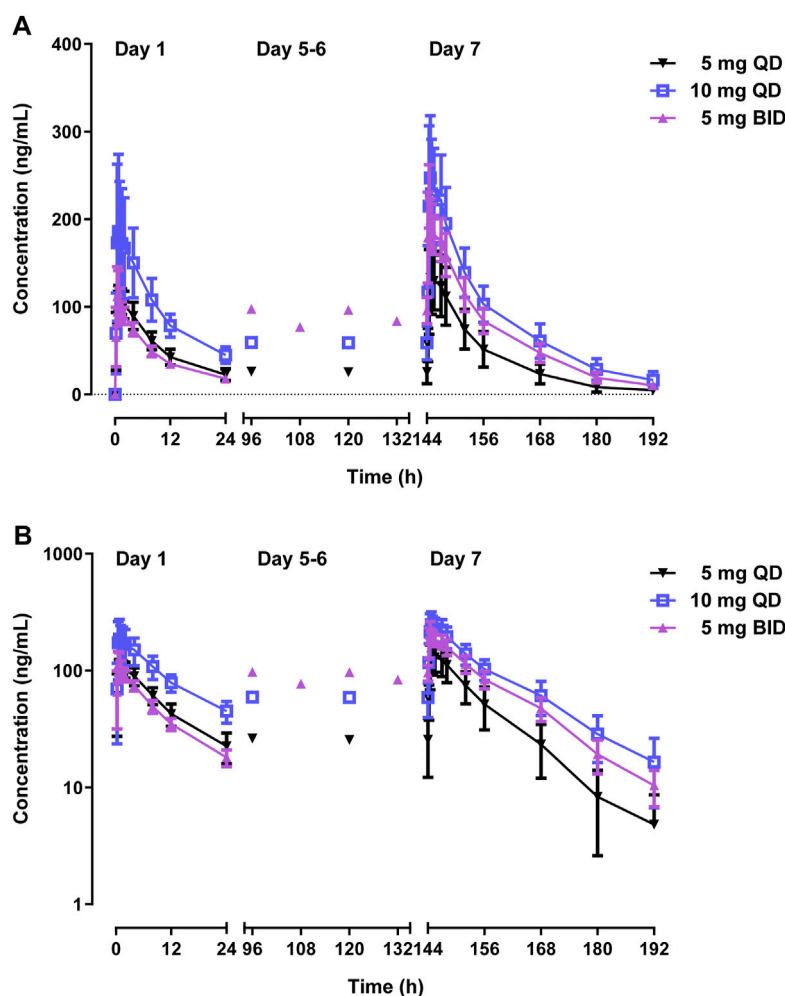 A
Day 1 Day 5-6 Day 7
5 mg QD
10 mg QD
5 mg BID
Concentration (ng/mL)
400
300
200
100
0
0 12 24 96 108 120 132 144 156 168 180 192
Time (h)
B
Day 1 Day 5-6 Day 7
5 mg QD
10 mg QD
5 mg BID
Concentration (ng/mL)
1000
100
10
1
0 12 24 96 108 120 132 144 156 168 180 192
Time (h)